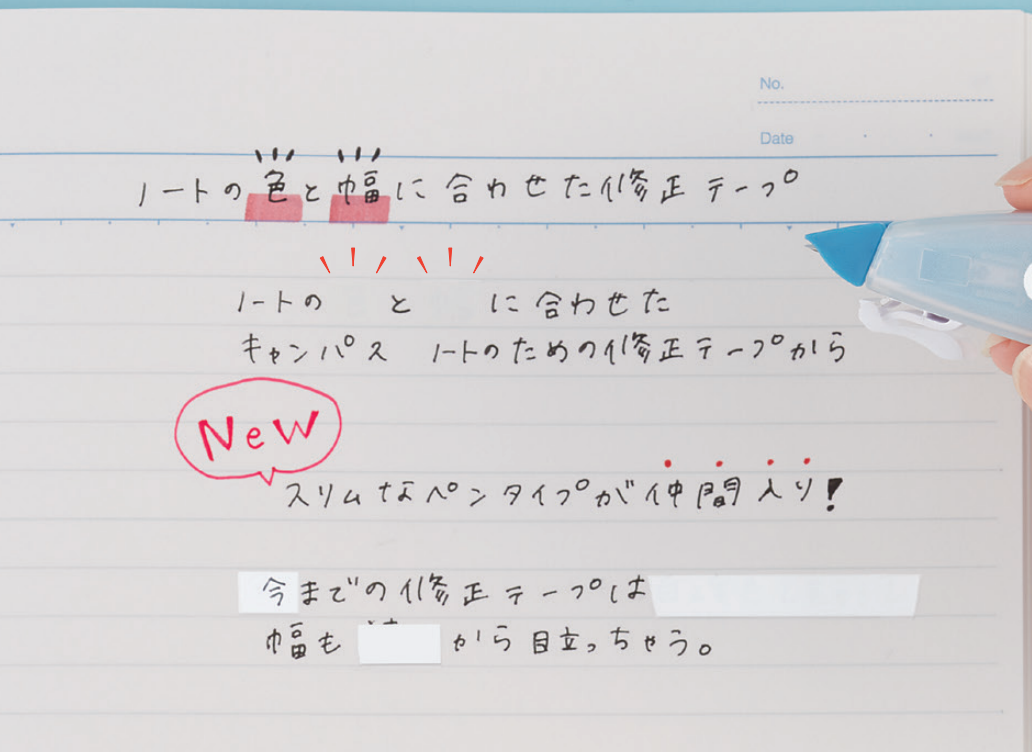 No.
Date
ノートの色と幅に合わせた修正テープ
ノートの と に合わせた
キャンパス ノートのための修正テープから
New
スリムなペンタイプが仲間入り!
今までの修正テープは
幅も から目立っちゃう。